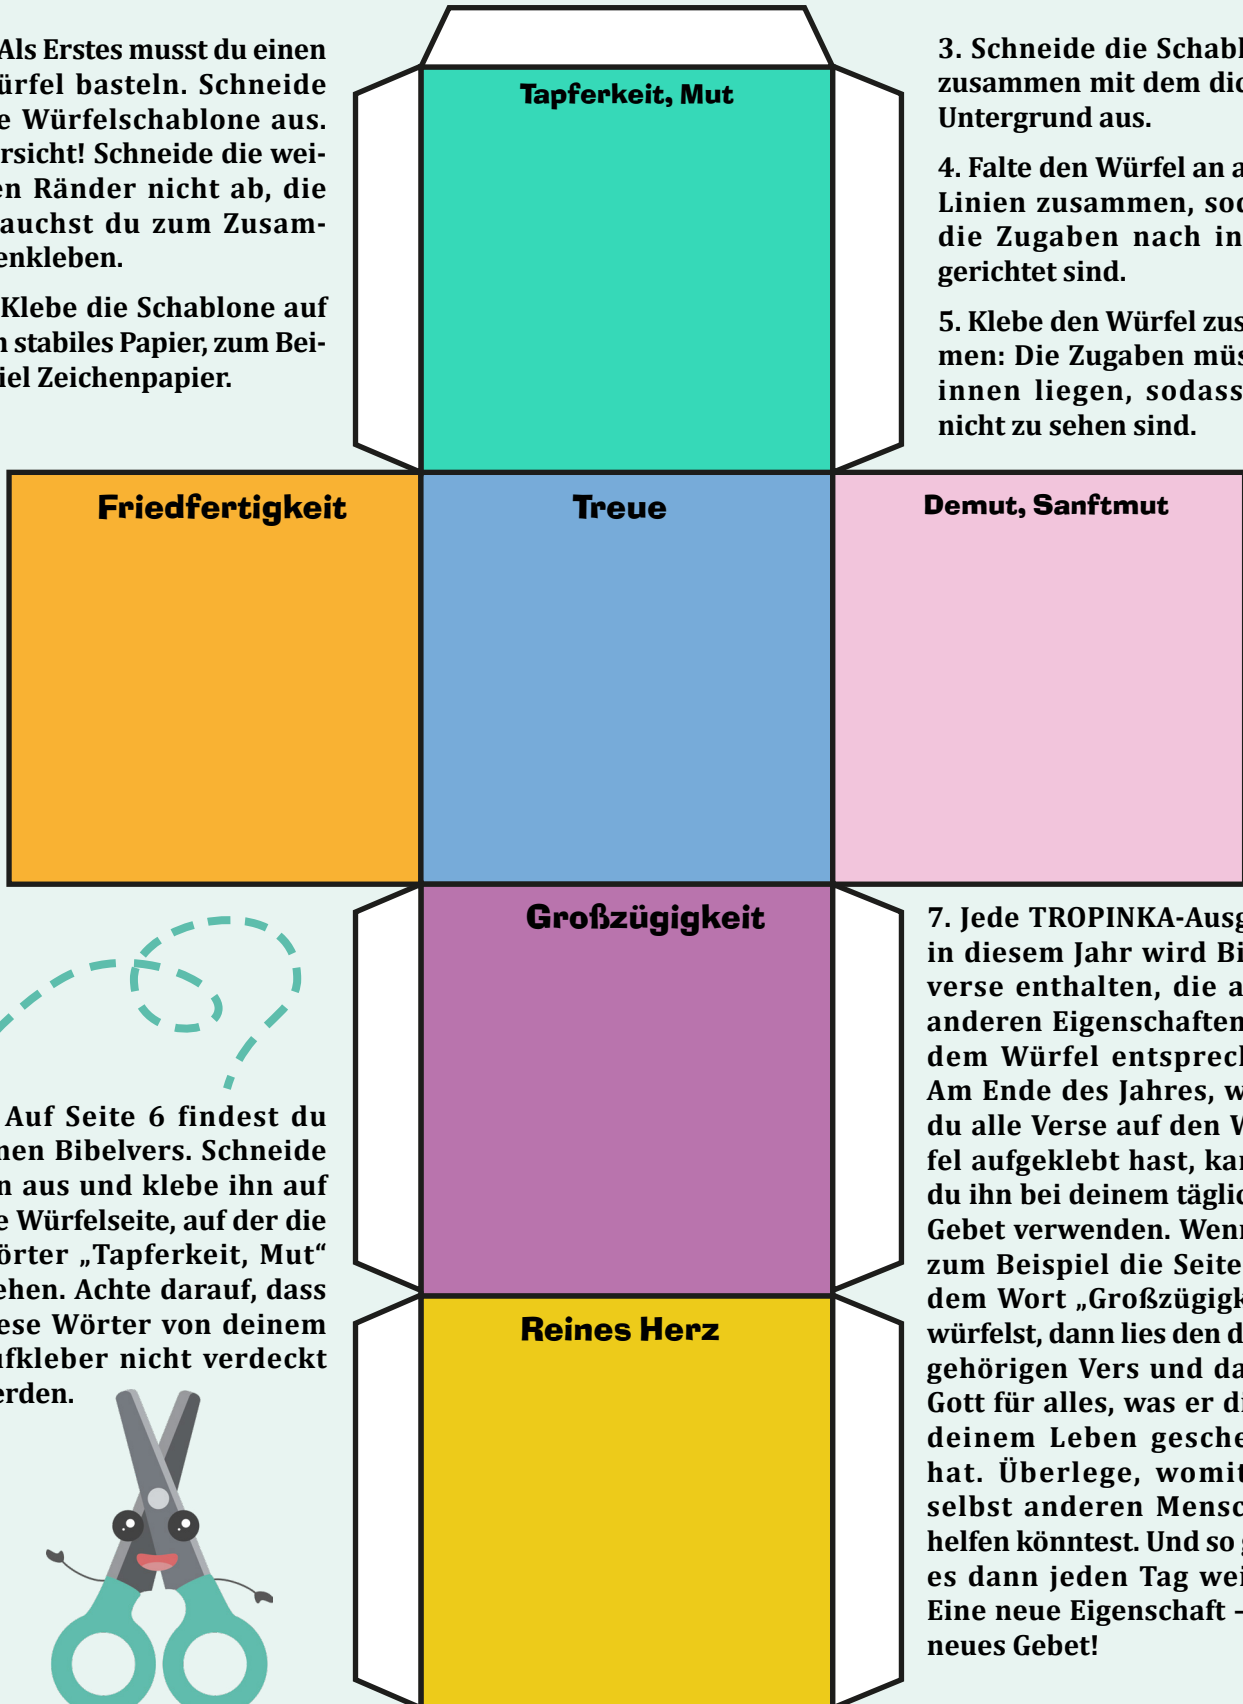 Als Erstes musst du einen
ürfel basteln. Schneide
e Würfelschablone aus.
rsicht! Schneide die wei-
en Ränder nicht ab, die
auchst du zum Zusam-
enkleben.
Klebe die Schablone auf
n stabiles Papier, zum Bei-
iel Zeichenpapier.
Tapferkeit, Mut
3. Schneide die Schabl
zusammen mit dem dic
Untergrund aus.
4. Falte den Würfel an a
Linien zusammen, sod
die Zugaben nach in
gerichtet sind.
5. Klebe den Würfel zus
men: Die Zugaben müs
innen liegen, sodass
nicht zu sehen sind.
Friedfertigkeit
Treue
Demut, Sanftmut
Großzügigkeit
Auf Seite 6 findest du
nen Bibelvers. Schneide
n aus und klebe ihn auf
e Würfelseite, auf der die
örter „Tapferkeit, Mut“
ehen. Achte darauf, dass
ese Wörter von deinem
ufkleber nicht verdeckt
erden.
7. Jede TROPINKA-Ausg
in diesem Jahr wird Bi
verse enthalten, die a
anderen Eigenschaften
dem Würfel entsprech
Am Ende des Jahres, w
du alle Verse auf den W
fel aufgeklebt hast, kan
du ihn bei deinem täglic
Gebet verwenden. Wenn
zum Beispiel die Seite
dem Wort „Großzügigk
würfelst, dann lies den d
gehörigen Vers und da
Gott für alles, was er di
deinem Leben gesche
hat. Überlege, womit
selbst anderen Mensc
helfen könntest. Und so g
es dann jeden Tag wei
Eine neue Eigenschaft –
neues Gebet!
Reines Herz